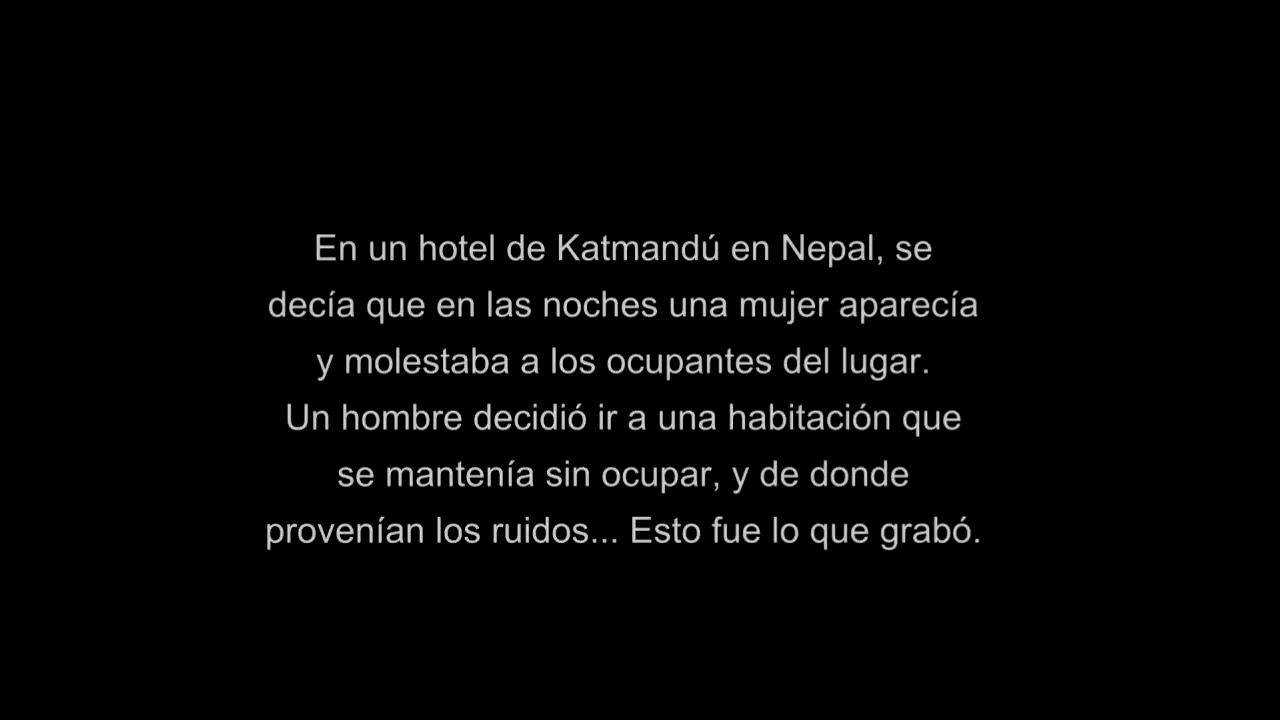 En un hotel de Katmandú en Nepal, se
decía que en las noches una mujer aparecía
y molestaba a los ocupantes del lugar.
Un hombre decidió ir a una habitación que
se mantenía sin ocupar, y de donde
provenían los ruidos... Esto fue lo que grabó.